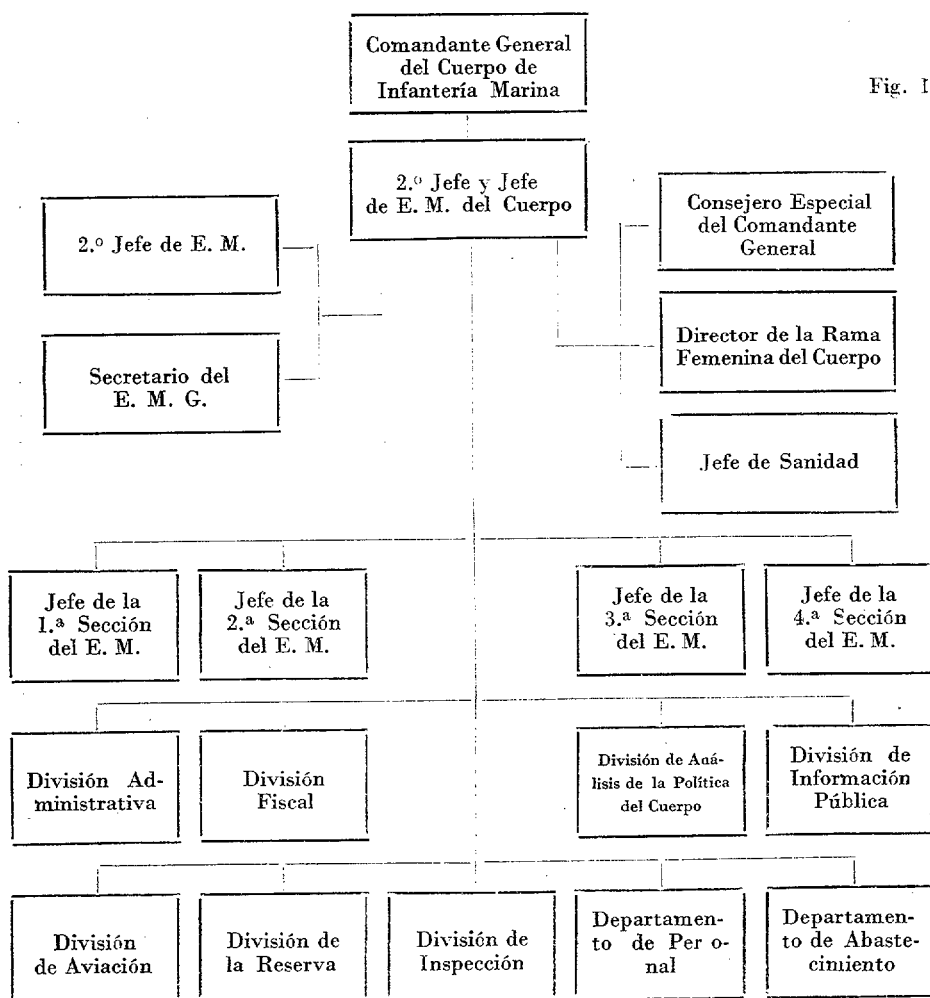 Comandante General
del Cuerpo de
Infantería Marina
Fig. I
2.º Jefe y Jefe
de E. M. del Cuerpo
2.º Jefe de E. M.
Secretario del
E. M. G.
Consejero Especial
del Comandante
General
Director de la Rama
Femenina del Cuerpo
Jefe de Sanidad
Jefe de la
1.ª Sección
del E. M.
Jefe de la
2.ª Sección
del E. M.
Jefe de la
3.ª Sección
del E. M.
Jefe de la
4.ª Sección
del E. M.
División Ad-
ministrativa
División
Fiscal
División de Aná-
lisis de la Política
del Cuerpo
División de
Información
Pública
División
de Aviación
División de
la Reserva
División de
Inspección
Departamen-
to de Per o-
nal
Departamen-
to de Abaste-
cimiento